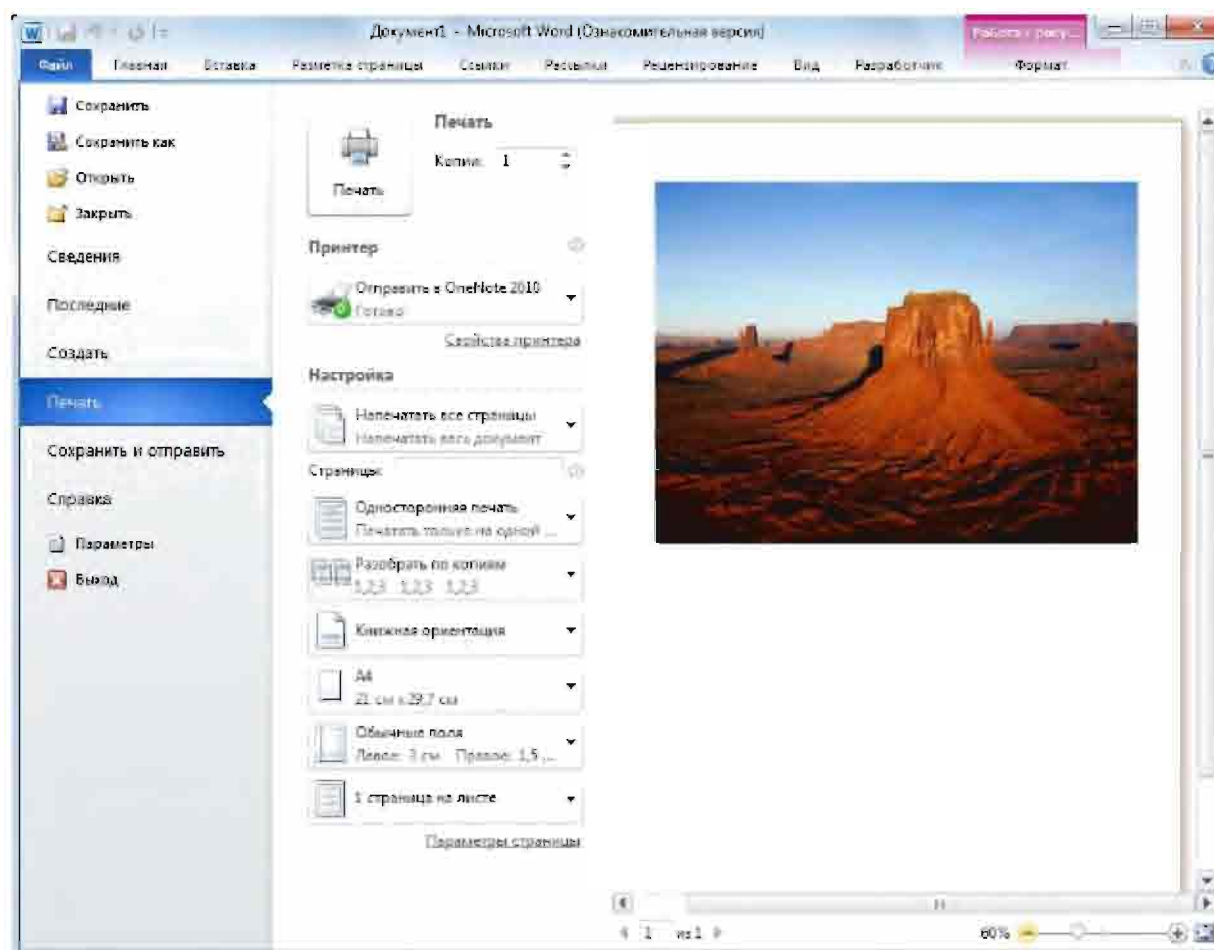 Документ1 - Microsoft Word (Ознакомительная версия)
Работа с рису...
Файл Главная Вставка Разметка страницы Ссылки Рассылки Рецензирование Вид Разработчик Формат
Сохранить
Сохранить как
Открыть
Закрыть
Сведения
Последние
Создать
Печать
Сохранить и отправить
Справка
Параметры
Выход
Печать
Копии: 1
Печать
Принтер
Отправить в OneNote 2010
Готово
Свойства принтера
Настройка
Напечатать все страницы
Напечатать весь документ
Страницы:
Односторонняя печать
Печатать только на одной ...
Разобрать по копиям
1,2,3 1,2,3 1,2,3
Книжная ориентация
A4
21 см x 29,7 см
Обычные поля
Левое: 3 см Правое: 1,5 ...
1 страница на листе
Параметры страницы
1 из 1
60%